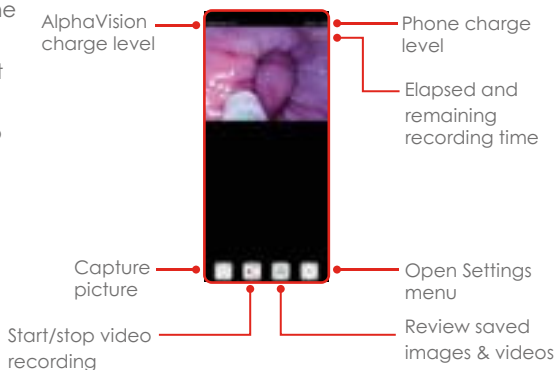 AlphaVision
charge level
Phone charge
level
Elapsed and
remaining
recording time
Capture
picture
Open Settings
menu
Start/stop video
recording
Review saved
images & videos